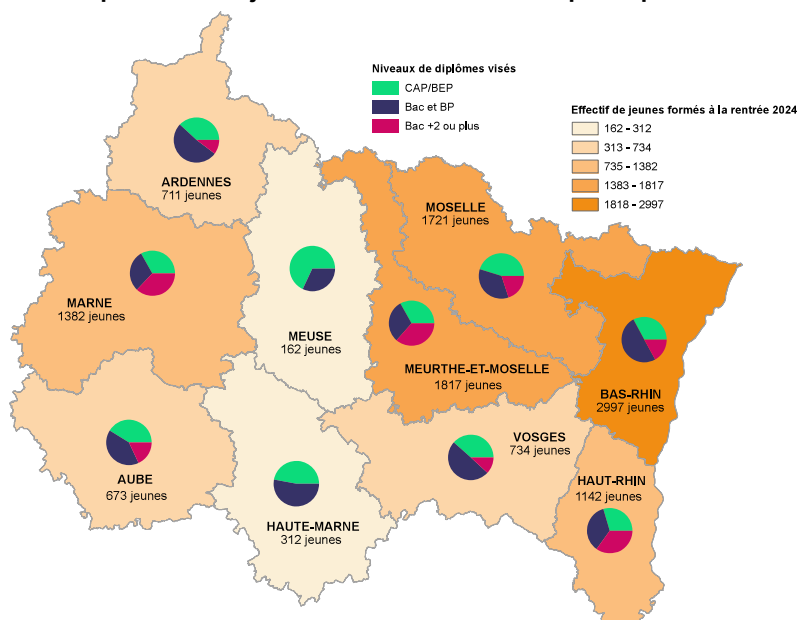 Niveaux de diplômes visés
CAP/BEP
Bac et BP
Bac +2 ou plus
Effectif de jeunes formés à la rentrée 2024
162 - 312
313 - 734
735 - 1382
1383 - 1817
1818 - 2997
ARDENNES
711 jeunes
MOSELLE
1721 jeunes
MARNE
1382 jeunes
MEUSE
162 jeunes
MEURTHE-ET-MOSELLE
1817 jeunes
BAS-RHIN
2997 jeunes
VOSGES
734 jeunes
AUBE
673 jeunes
HAUTE-MARNE
312 jeunes
HAUT-RHIN
1142 jeunes